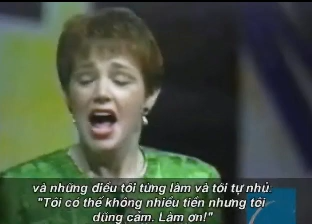 và những điều tôi từng làm và tôi tự nhủ.
"Tôi có thể không nhiều tiền nhưng tôi
dũng cảm. Làm ơn!"